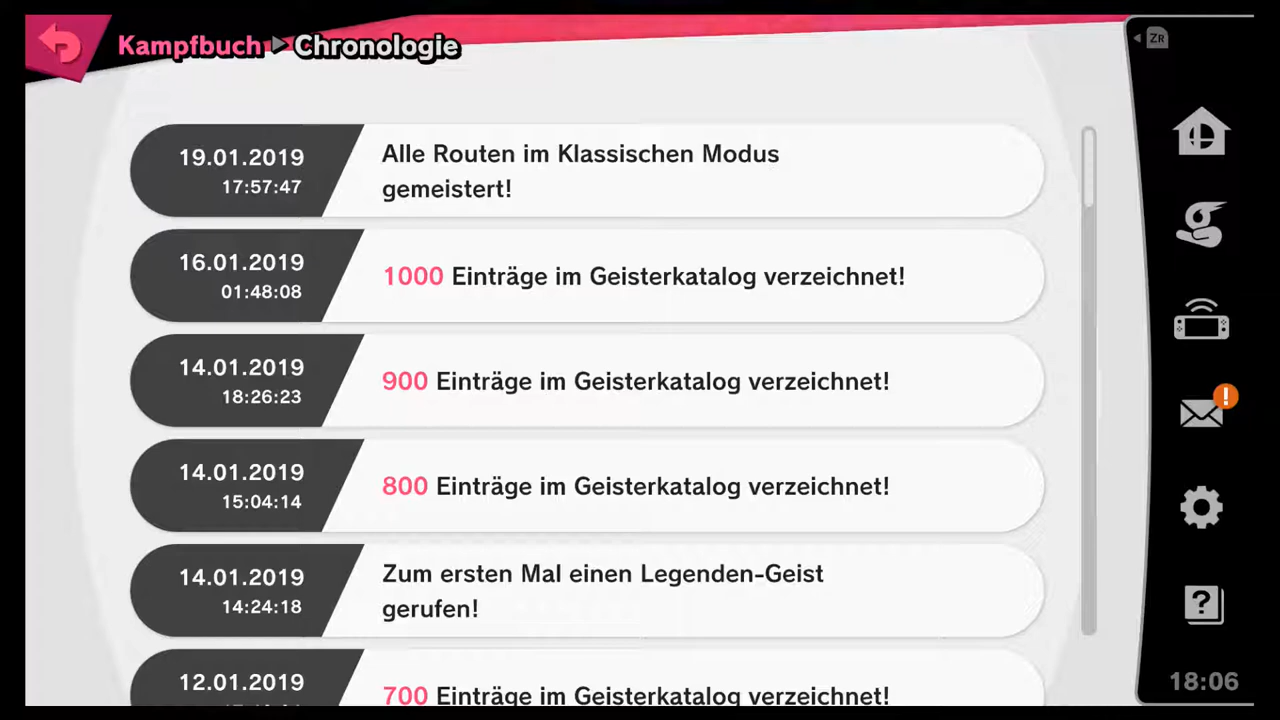 Kampfbuch Chronologie
ZR
19.01.2019
17:57:47
Alle Routen im Klassischen Modus
gemeistert!
16.01.2019
01:48:08
1000 Einträge im Geisterkatalog verzeichnet!
14.01.2019
18:26:23
900 Einträge im Geisterkatalog verzeichnet!
14.01.2019
15:04:14
800 Einträge im Geisterkatalog verzeichnet!
14.01.2019
14:24:18
Zum ersten Mal einen Legenden-Geist
gerufen!
12.01.2019
700 Einträge im Geisterkatalog verzeichnet!
18:06